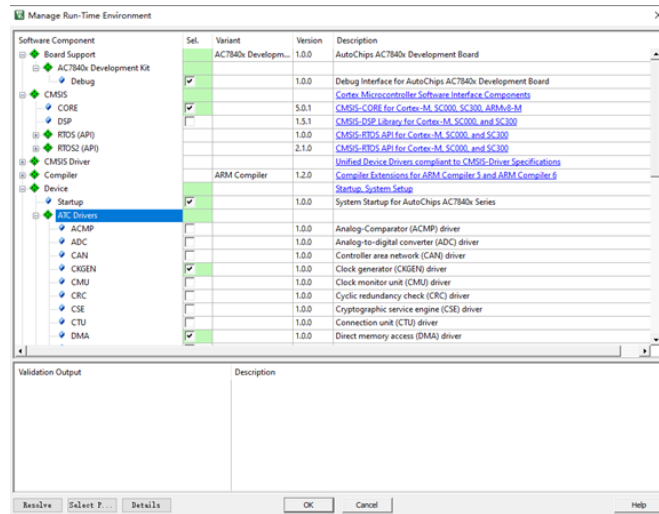 Manage Run-Time Environment
Software Component Sel. Variant Version Description
Board Support AC7840x Developm... 1.0.0 AutoChips AC7840x Development Board
AC7840x Development Kit
Debug 1.0.0 Debug Interface for AutoChips AC7840x Development Board
CMSIS Cortex Microcontroller Software Interface Components
CORE 5.0.1 CMSIS-CORE for Cortex-M, SC000, SC300, ARMv8-M
DSP 1.5.1 CMSIS-DSP Library for Cortex-M, SC000, and SC300
RTOS (API) 1.0.0 CMSIS-RTOS API for Cortex-M, SC000, and SC300
RTOS2 (API) 2.1.0 CMSIS-RTOS API for Cortex-M, SC000, and SC300
CMSIS Driver Unified Device Drivers compliant to CMSIS-Driver Specifications
Compiler ARM Compiler 1.2.0 Compiler Extensions for ARM Compiler 5 and ARM Compiler 6
Device Startup, System Setup
Startup 1.0.0 System Startup for AutoChips AC7840x Series
ATC Drivers
ACMP 1.0.0 Analog-Comparator (ACMP) driver
ADC 1.0.0 Analog-to-digital converter (ADC) driver
CAN 1.0.0 Controller area network (CAN) driver
CKGEN 1.0.0 Clock generator (CKGEN) driver
CMU 1.0.0 Clock monitor unit (CMU) driver
CRC 1.0.0 Cyclic redundancy check (CRC) driver
CSE 1.0.0 Cryptographic service engine (CSE) driver
CTU 1.0.0 Connection unit (CTU) driver
DMA 1.0.0 Direct memory access (DMA) driver
Validation Output Description
Resolve Select P... Details OK Cancel Help